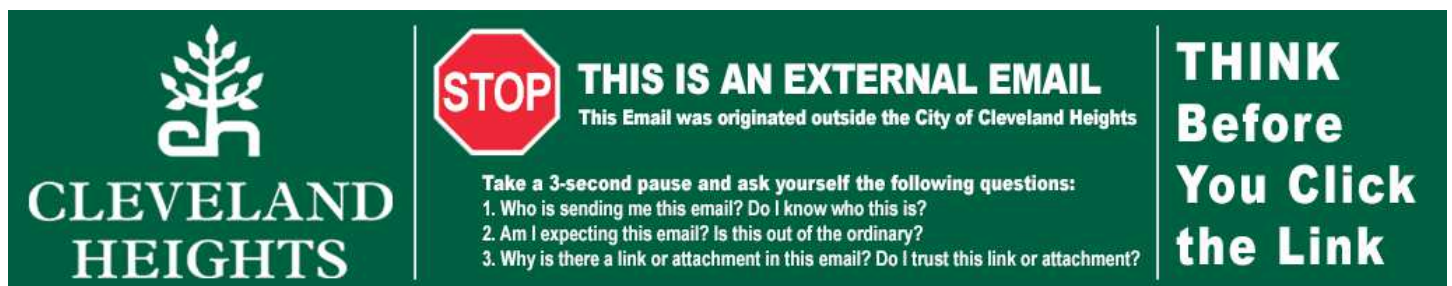 ch
CLEVELAND
HEIGHTS
STOP
THIS IS AN EXTERNAL EMAIL
This Email was originated outside the City of Cleveland Heights
Take a 3-second pause and ask yourself the following questions:
1. Who is sending me this email? Do I know who this is?
2. Am I expecting this email? Is this out of the ordinary?
3. Why is there a link or attachment in this email? Do I trust this link or attachment?
THINK
Before
You Click
the Link